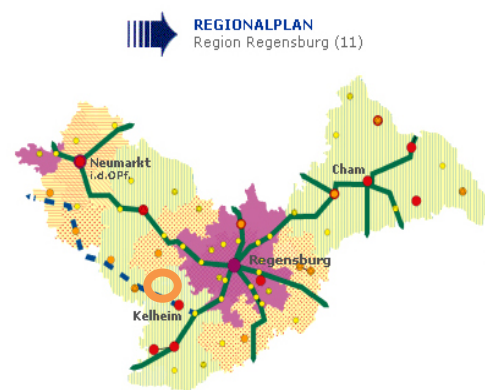 REGIONALPLAN
Region Regensburg (11)
Neumarkt
i.d.OPf.
Cham
Regensburg
Kelheim